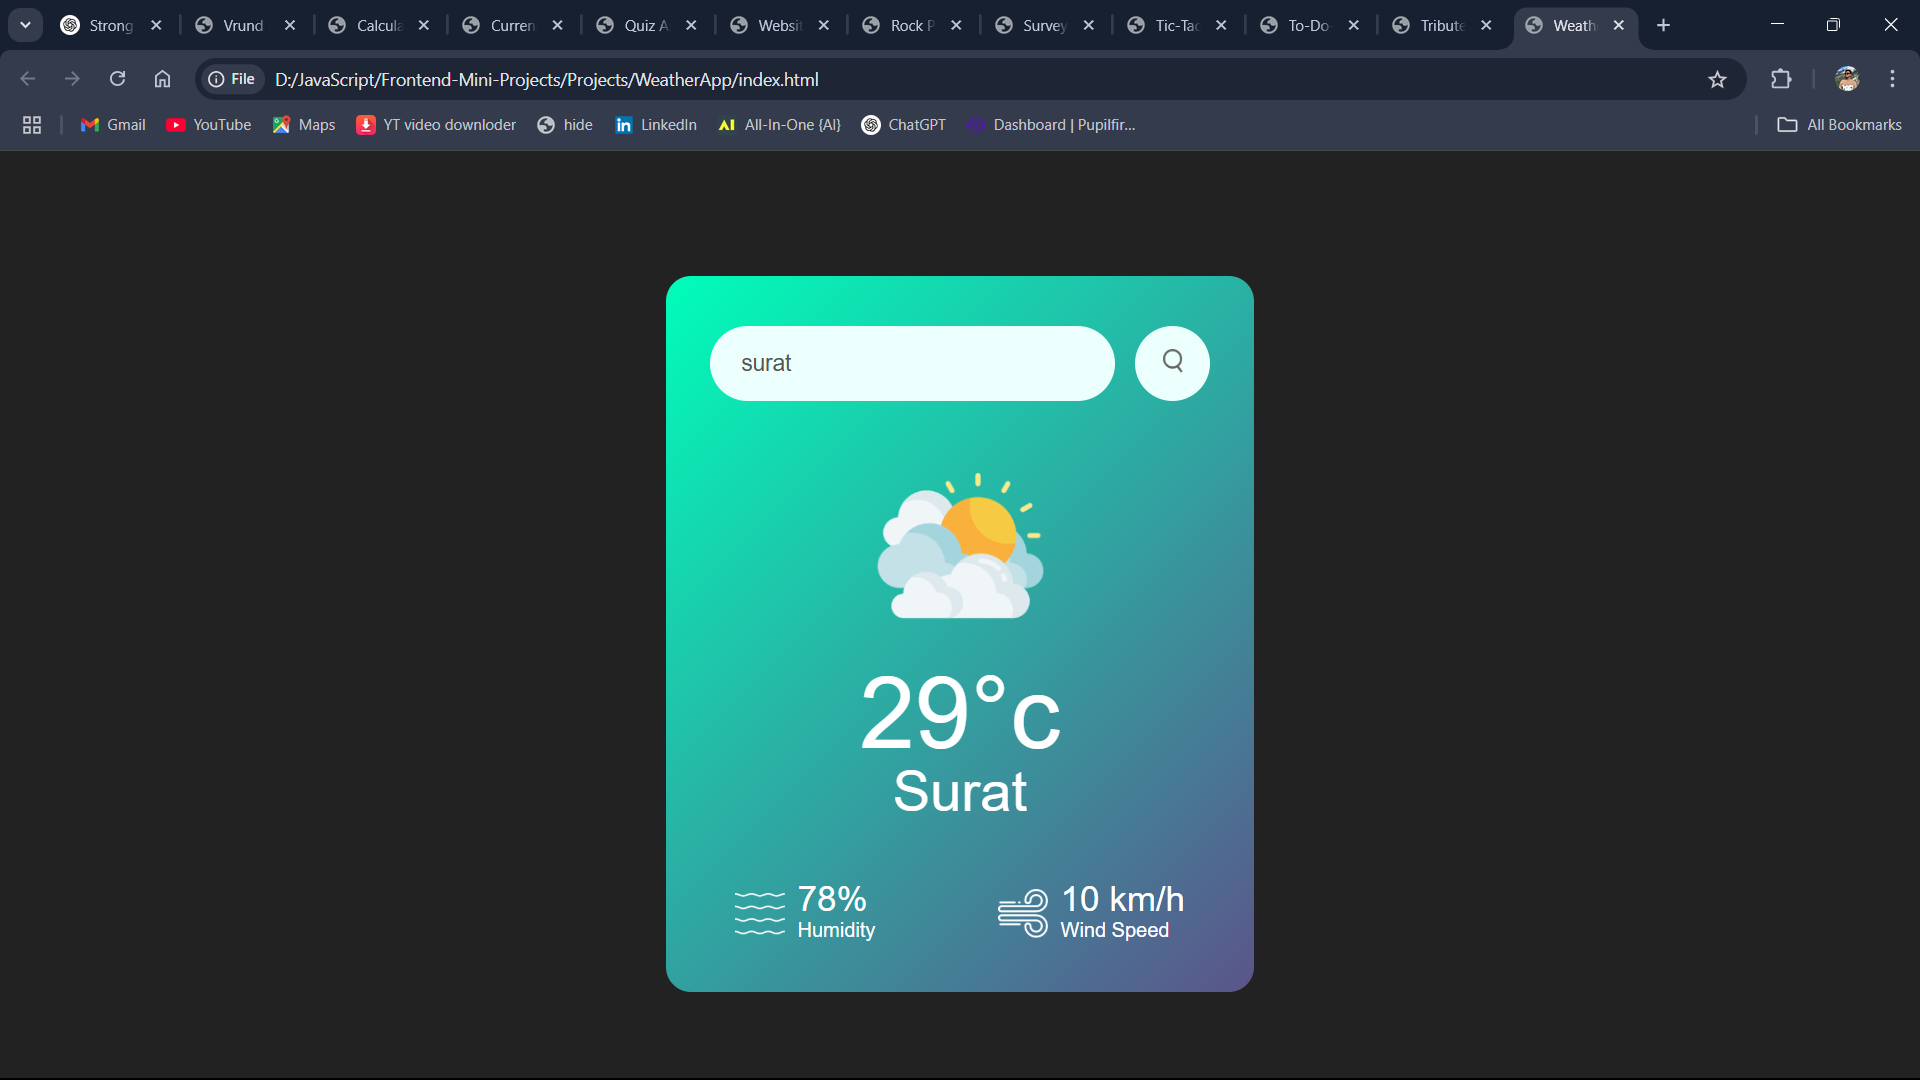 Strong Vrund Calcula Curren Quiz A Websit Rock P Survey Tic-Tac To-Do- Tribute Weath
File D:/JavaScript/Frontend-Mini-Projects/Projects/WeatherApp/index.html
Gmail YouTube Maps YT video downloder hide LinkedIn AI All-In-One {AI} ChatGPT Dashboard | Pupilfir... All Bookmarks
surat
29°c
Surat
78%
Humidity
10 km/h
Wind Speed